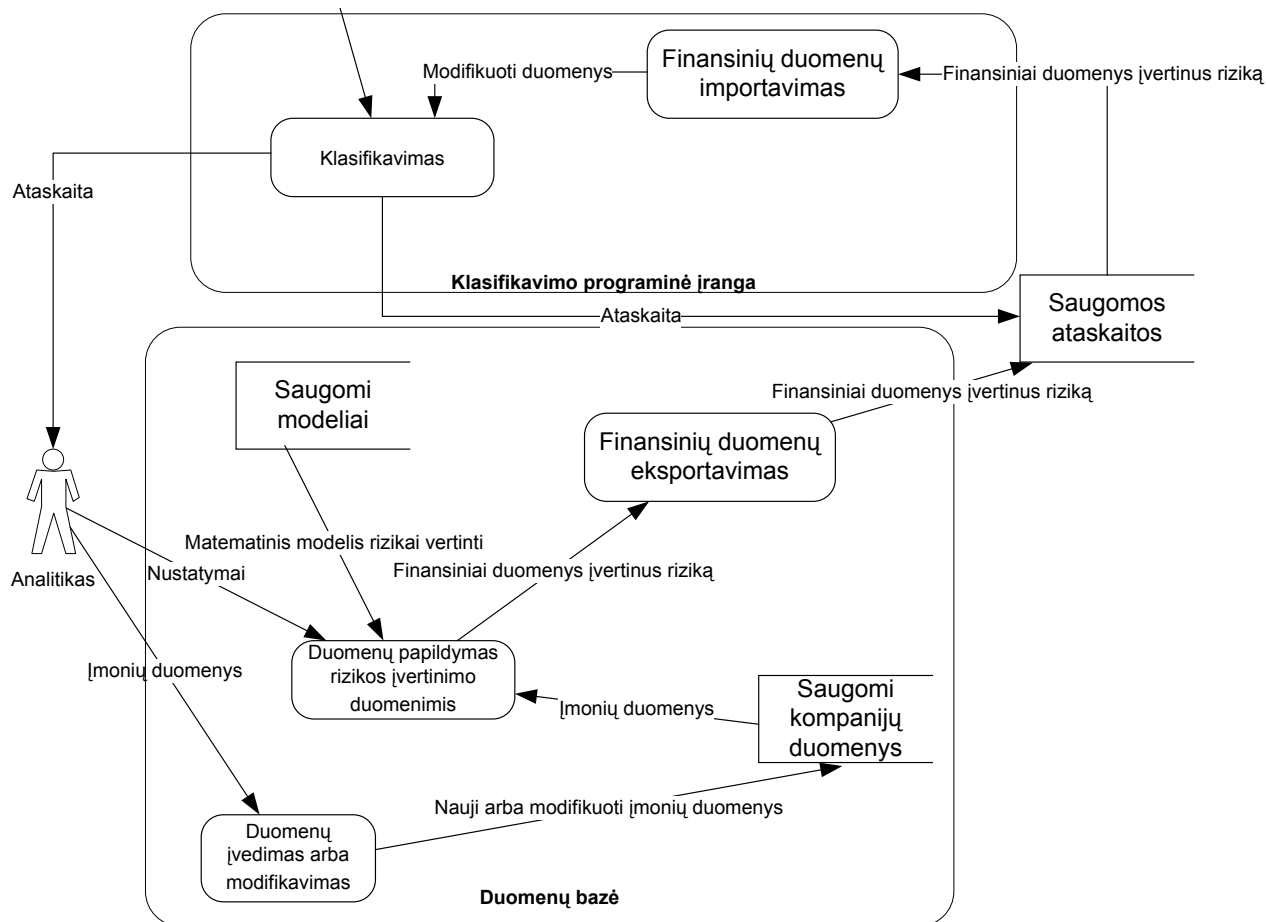 Finansinių duomenų
importavimas
Modifikuoti duomenys
Finansiniai duomenys įvertinus riziką
Klasifikavimas
Ataskaita
Klasifikavimo programinė įranga
Ataskaita
Saugomos
ataskaitos
Saugomi
modeliai
Finansiniai duomenys įvertinus riziką
Finansinių duomenų
eksportavimas
Matematinis modelis rizikai vertinti
Finansiniai duomenys įvertinus riziką
Nustatymai
Analitikas
Duomenų papildymas
rizikos įvertinimo
duomenimis
Įmonių duomenys
Įmonių duomenys
Saugomi
kompanijų
duomenys
Nauji arba modifikuoti įmonių duomenys
Duomenų
įvedimas arba
modifikavimas
Duomenų bazė